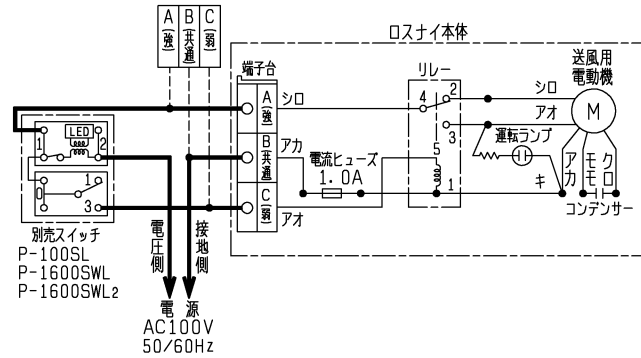 A
(強)
B
(共通)
C
(弱)
ロスナイ本体
端子台
A
(強)
B
(共通)
C
(弱)
シロ
アカ
アオ
電流ヒューズ
1.0A
リレー
4
2
3
5
1
シロ
アオ
運転ランプ
キ
送風用
電動機
M
アカ
モモ
クロ
コンデンサー
LED
1
2
0
1
3
別売スイッチ
P-100SL
P-1600SWL
P-1600SWL2
電圧側
接地側
電 源
AC100V
50/60Hz